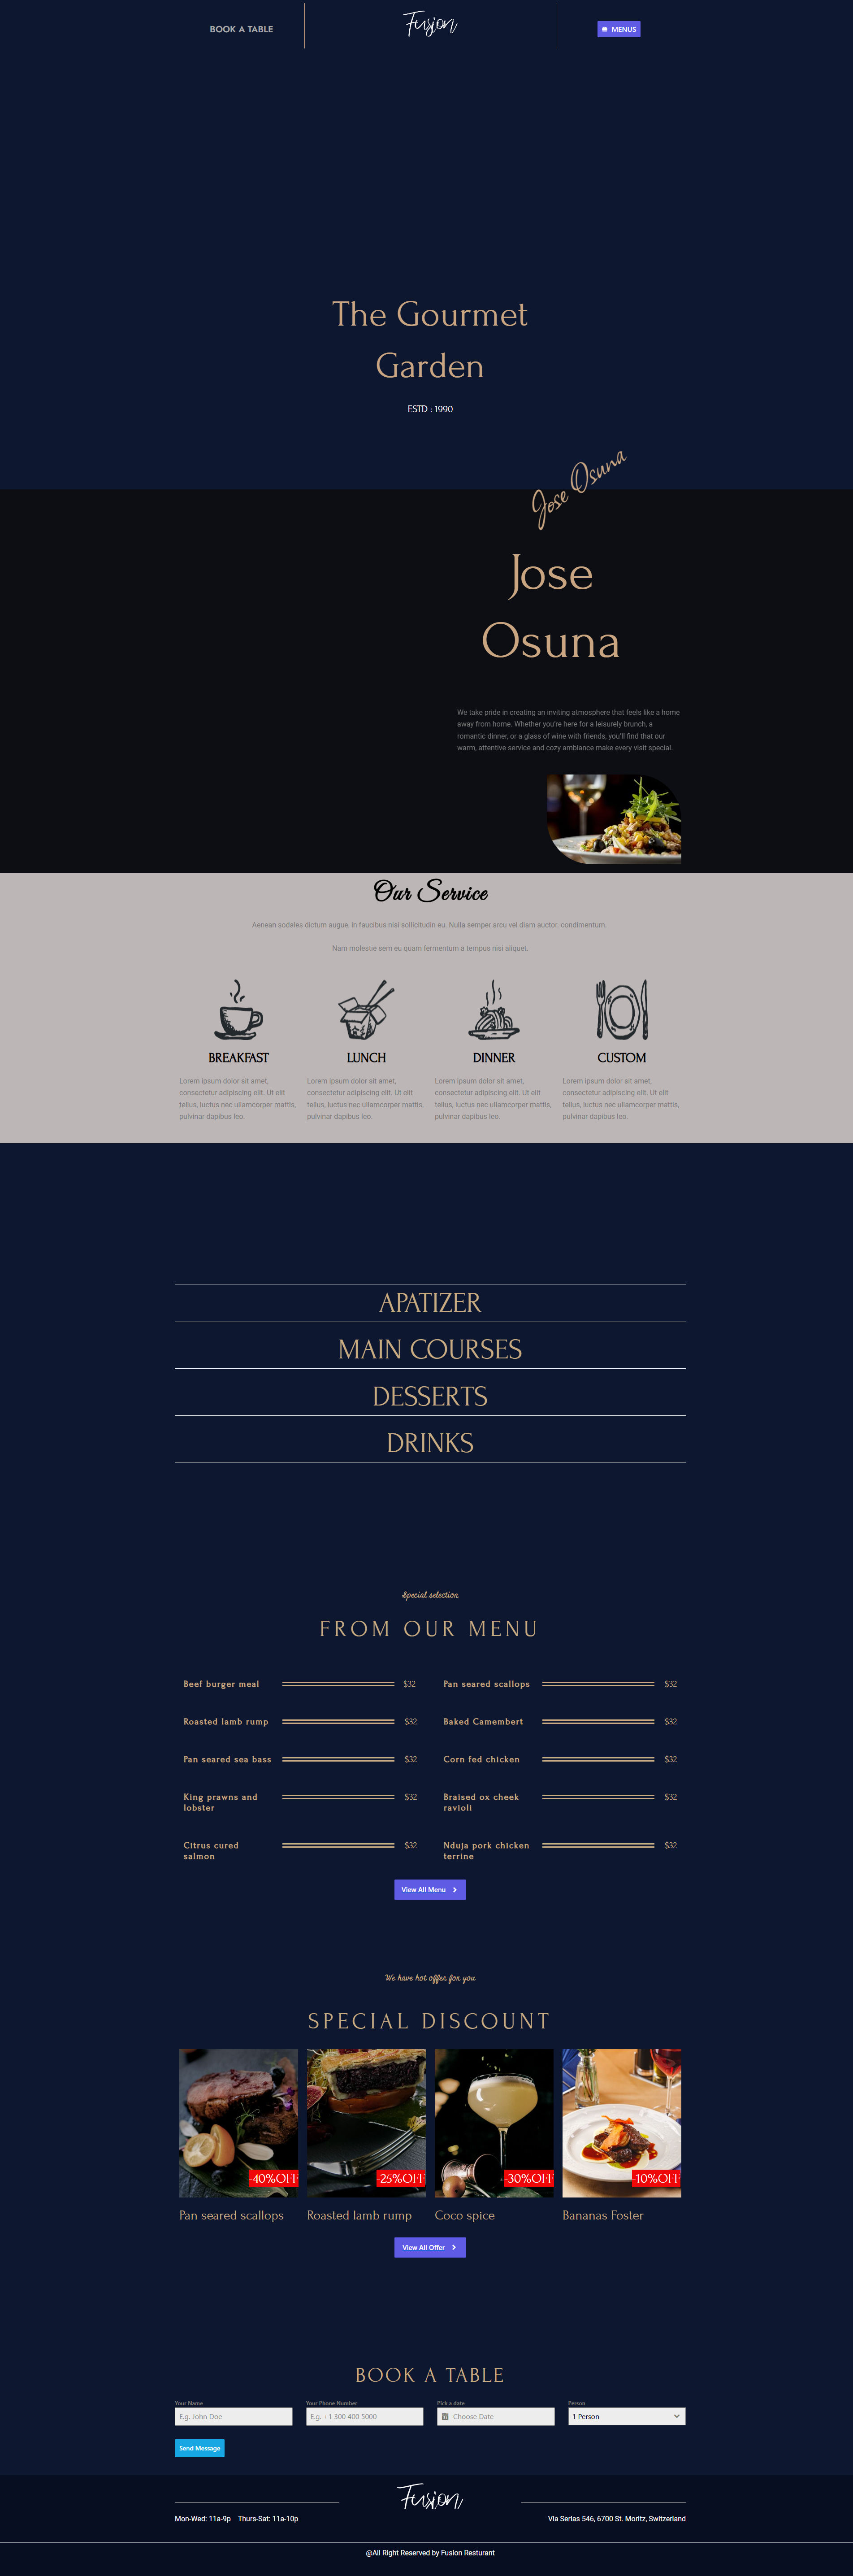 BOOK A TABLE
Fusion
MENUS
The Gourmet
Garden
ESTD : 1990
Jose Osuna
Jose
Osuna
We take pride in creating an inviting atmosphere that feels like a home
away from home. Whether you're here for a leisurely brunch, a
romantic dinner, or a glass of wine with friends, you'll find that our
warm, attentive service and cozy ambiance make every visit special.
Our Service
Aenean sodales dictum augue, in faucibus nisi sollicitudin eu. Nulla semper arcu vel diam auctor. condimentum.
Nam molestie sem eu quam fermentum a tempus nisi aliquet.
BREAKFAST
Lorem ipsum dolor sit amet,
consectetur adipiscing elit. Ut elit
tellus, luctus nec ullamcorper mattis,
pulvinar dapibus leo.
LUNCH
Lorem ipsum dolor sit amet,
consectetur adipiscing elit. Ut elit
tellus, luctus nec ullamcorper mattis,
pulvinar dapibus leo.
DINNER
Lorem ipsum dolor sit amet,
consectetur adipiscing elit. Ut elit
tellus, luctus nec ullamcorper mattis,
pulvinar dapibus leo.
CUSTOM
Lorem ipsum dolor sit amet,
consectetur adipiscing elit. Ut elit
tellus, luctus nec ullamcorper mattis,
pulvinar dapibus leo.
APATIZER
MAIN COURSES
DESSERTS
DRINKS
Special selection
FROM OUR MENU
Beef burger meal $32
Roasted lamb rump $32
Pan seared sea bass $32
King prawns and
lobster $32
Citrus cured
salmon $32
Pan seared scallops $32
Baked Camembert $32
Corn fed chicken $32
Braised ox cheek
ravioli $32
Nduja pork chicken
terrine $32
View All Menu
We have hot offer for you
SPECIAL DISCOUNT
-40%OFF
Pan seared scallops
-25%OFF
Roasted lamb rump
-30%OFF
Coco spice
-10%OFF
Bananas Foster
View All Offer
BOOK A TABLE
Your Name
E.g. John Doe
Your Phone Number
E.g. +1 300 400 5000
Pick a date
Choose Date
Person
1 Person
Send Message
Fusion
Mon-Wed: 11a-9p Thurs-Sat: 11a-10p
Via Serlas 546, 6700 St. Moritz, Switzerland
@All Right Reserved by Fusion Resturant